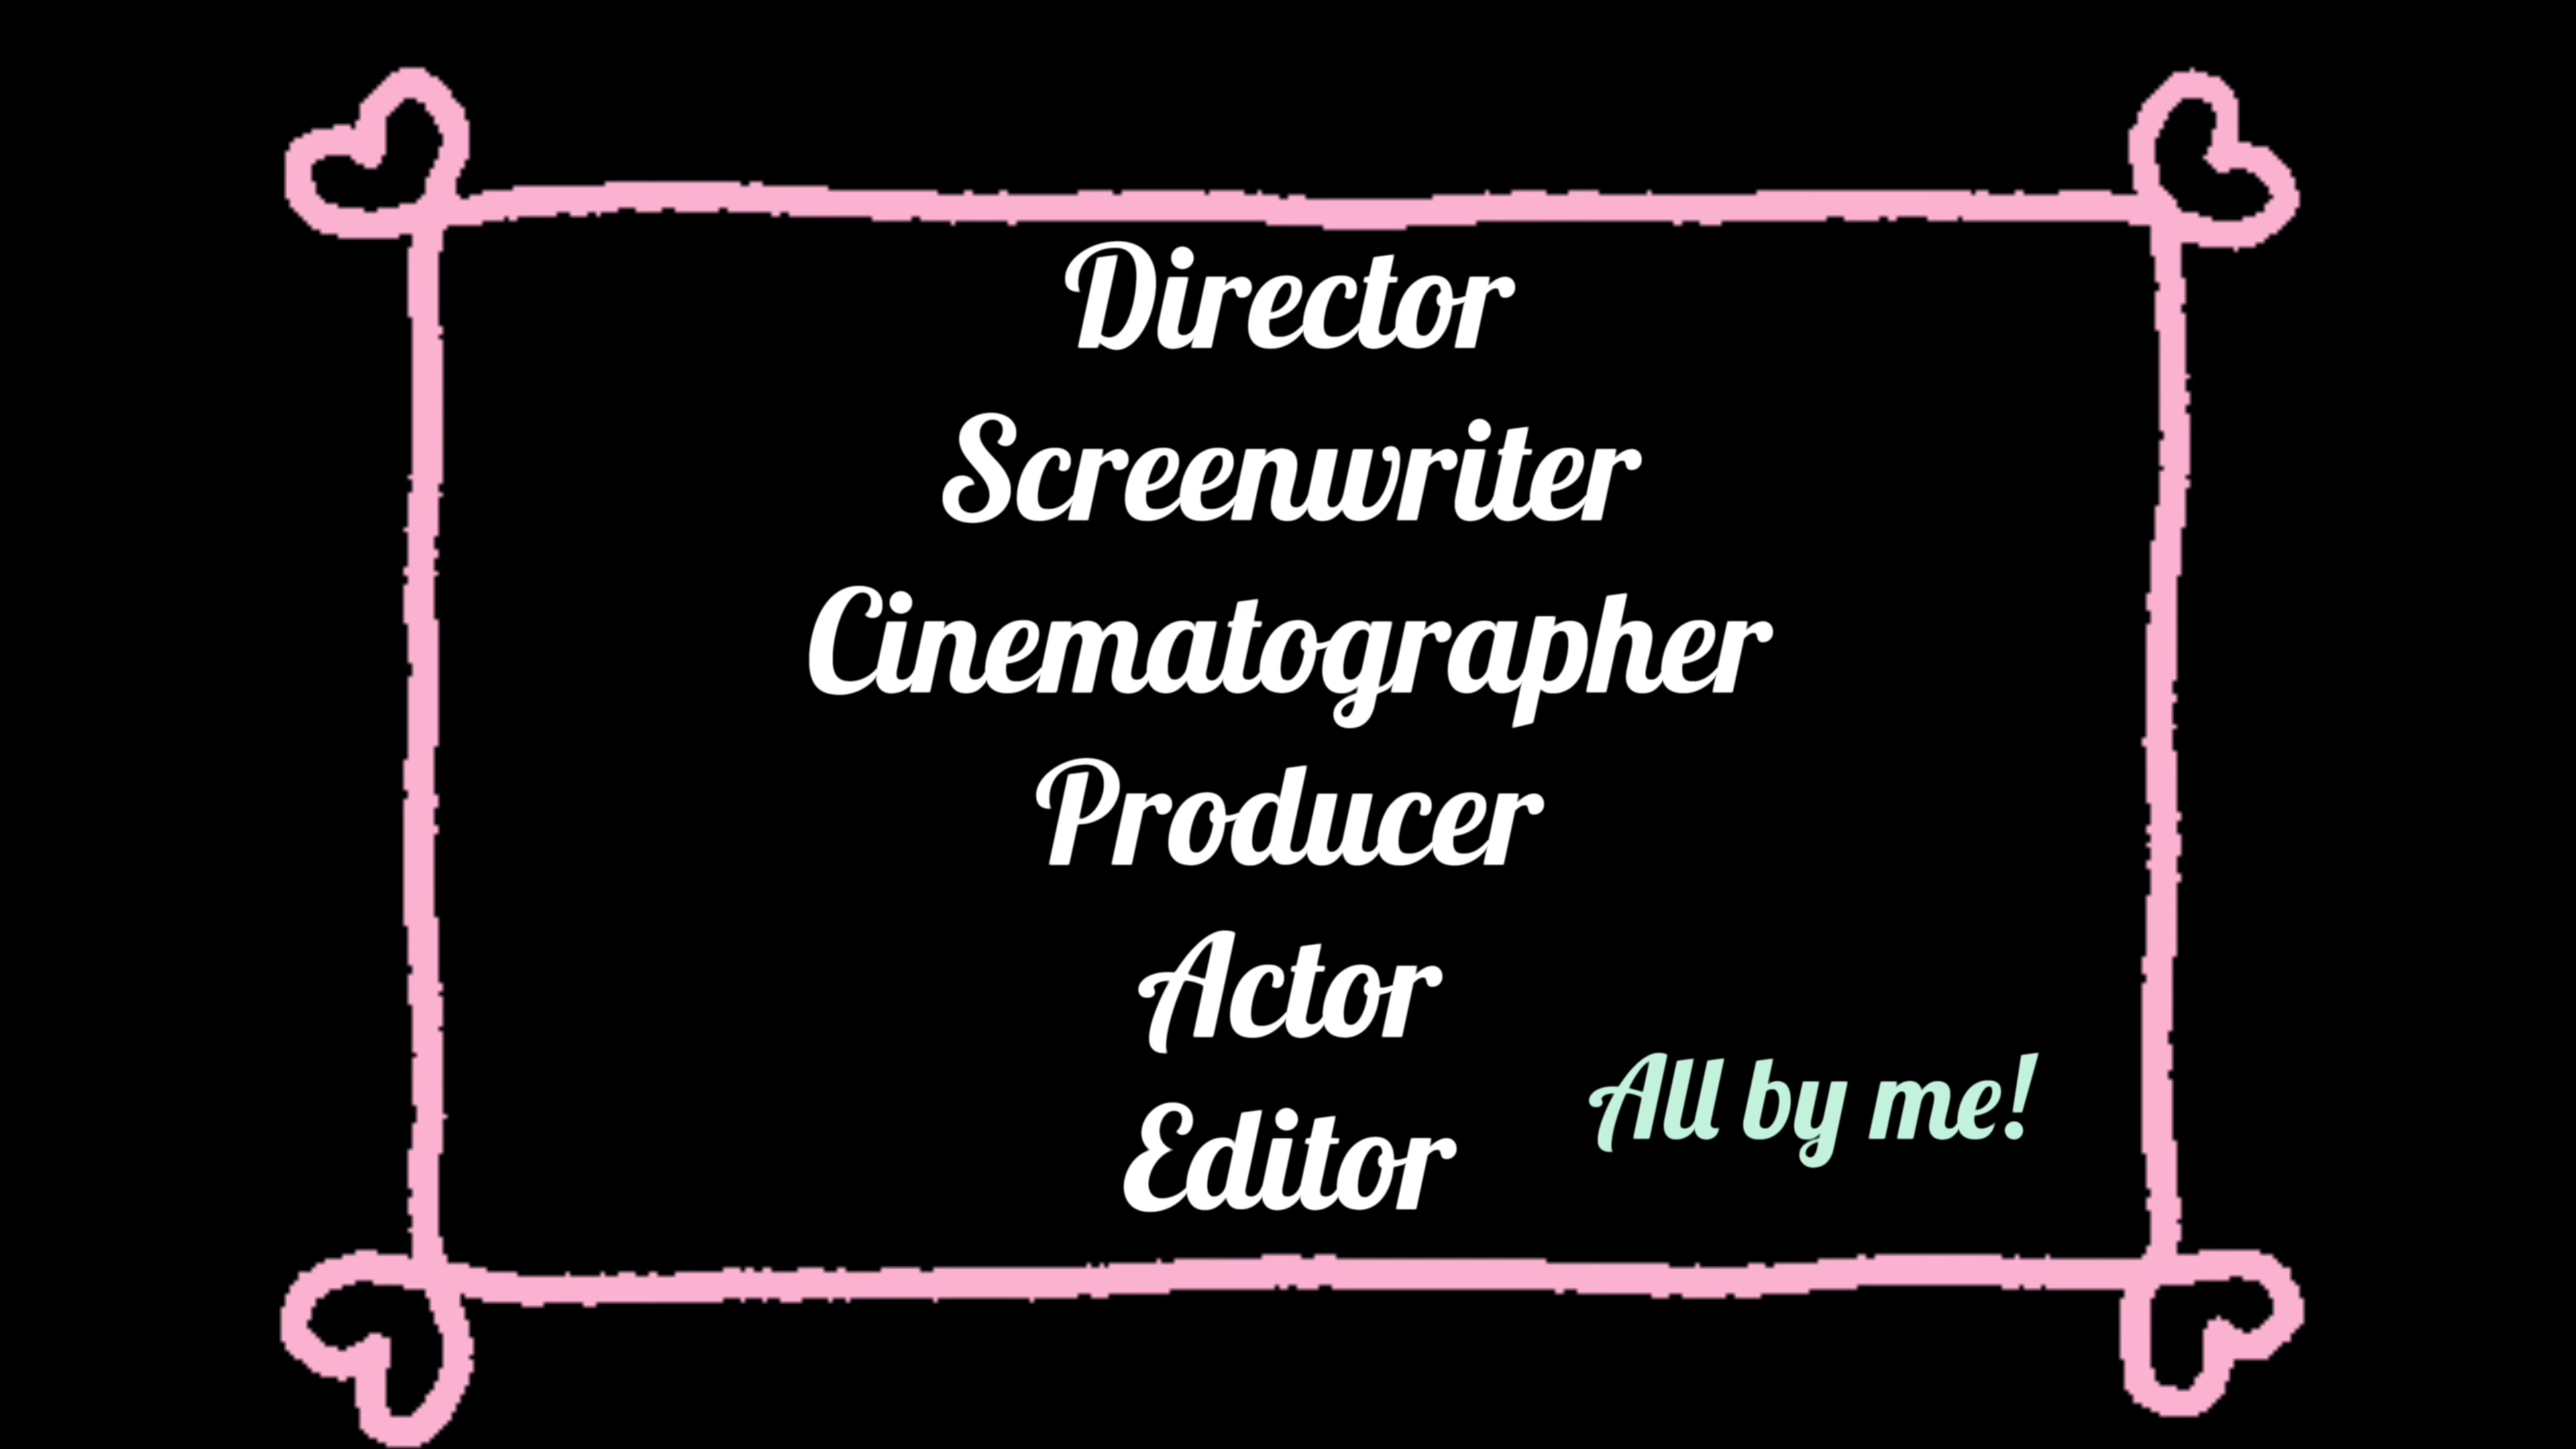 Director
Screenwriter
Cinematographer
Producer
Actor
Editor
All by me!